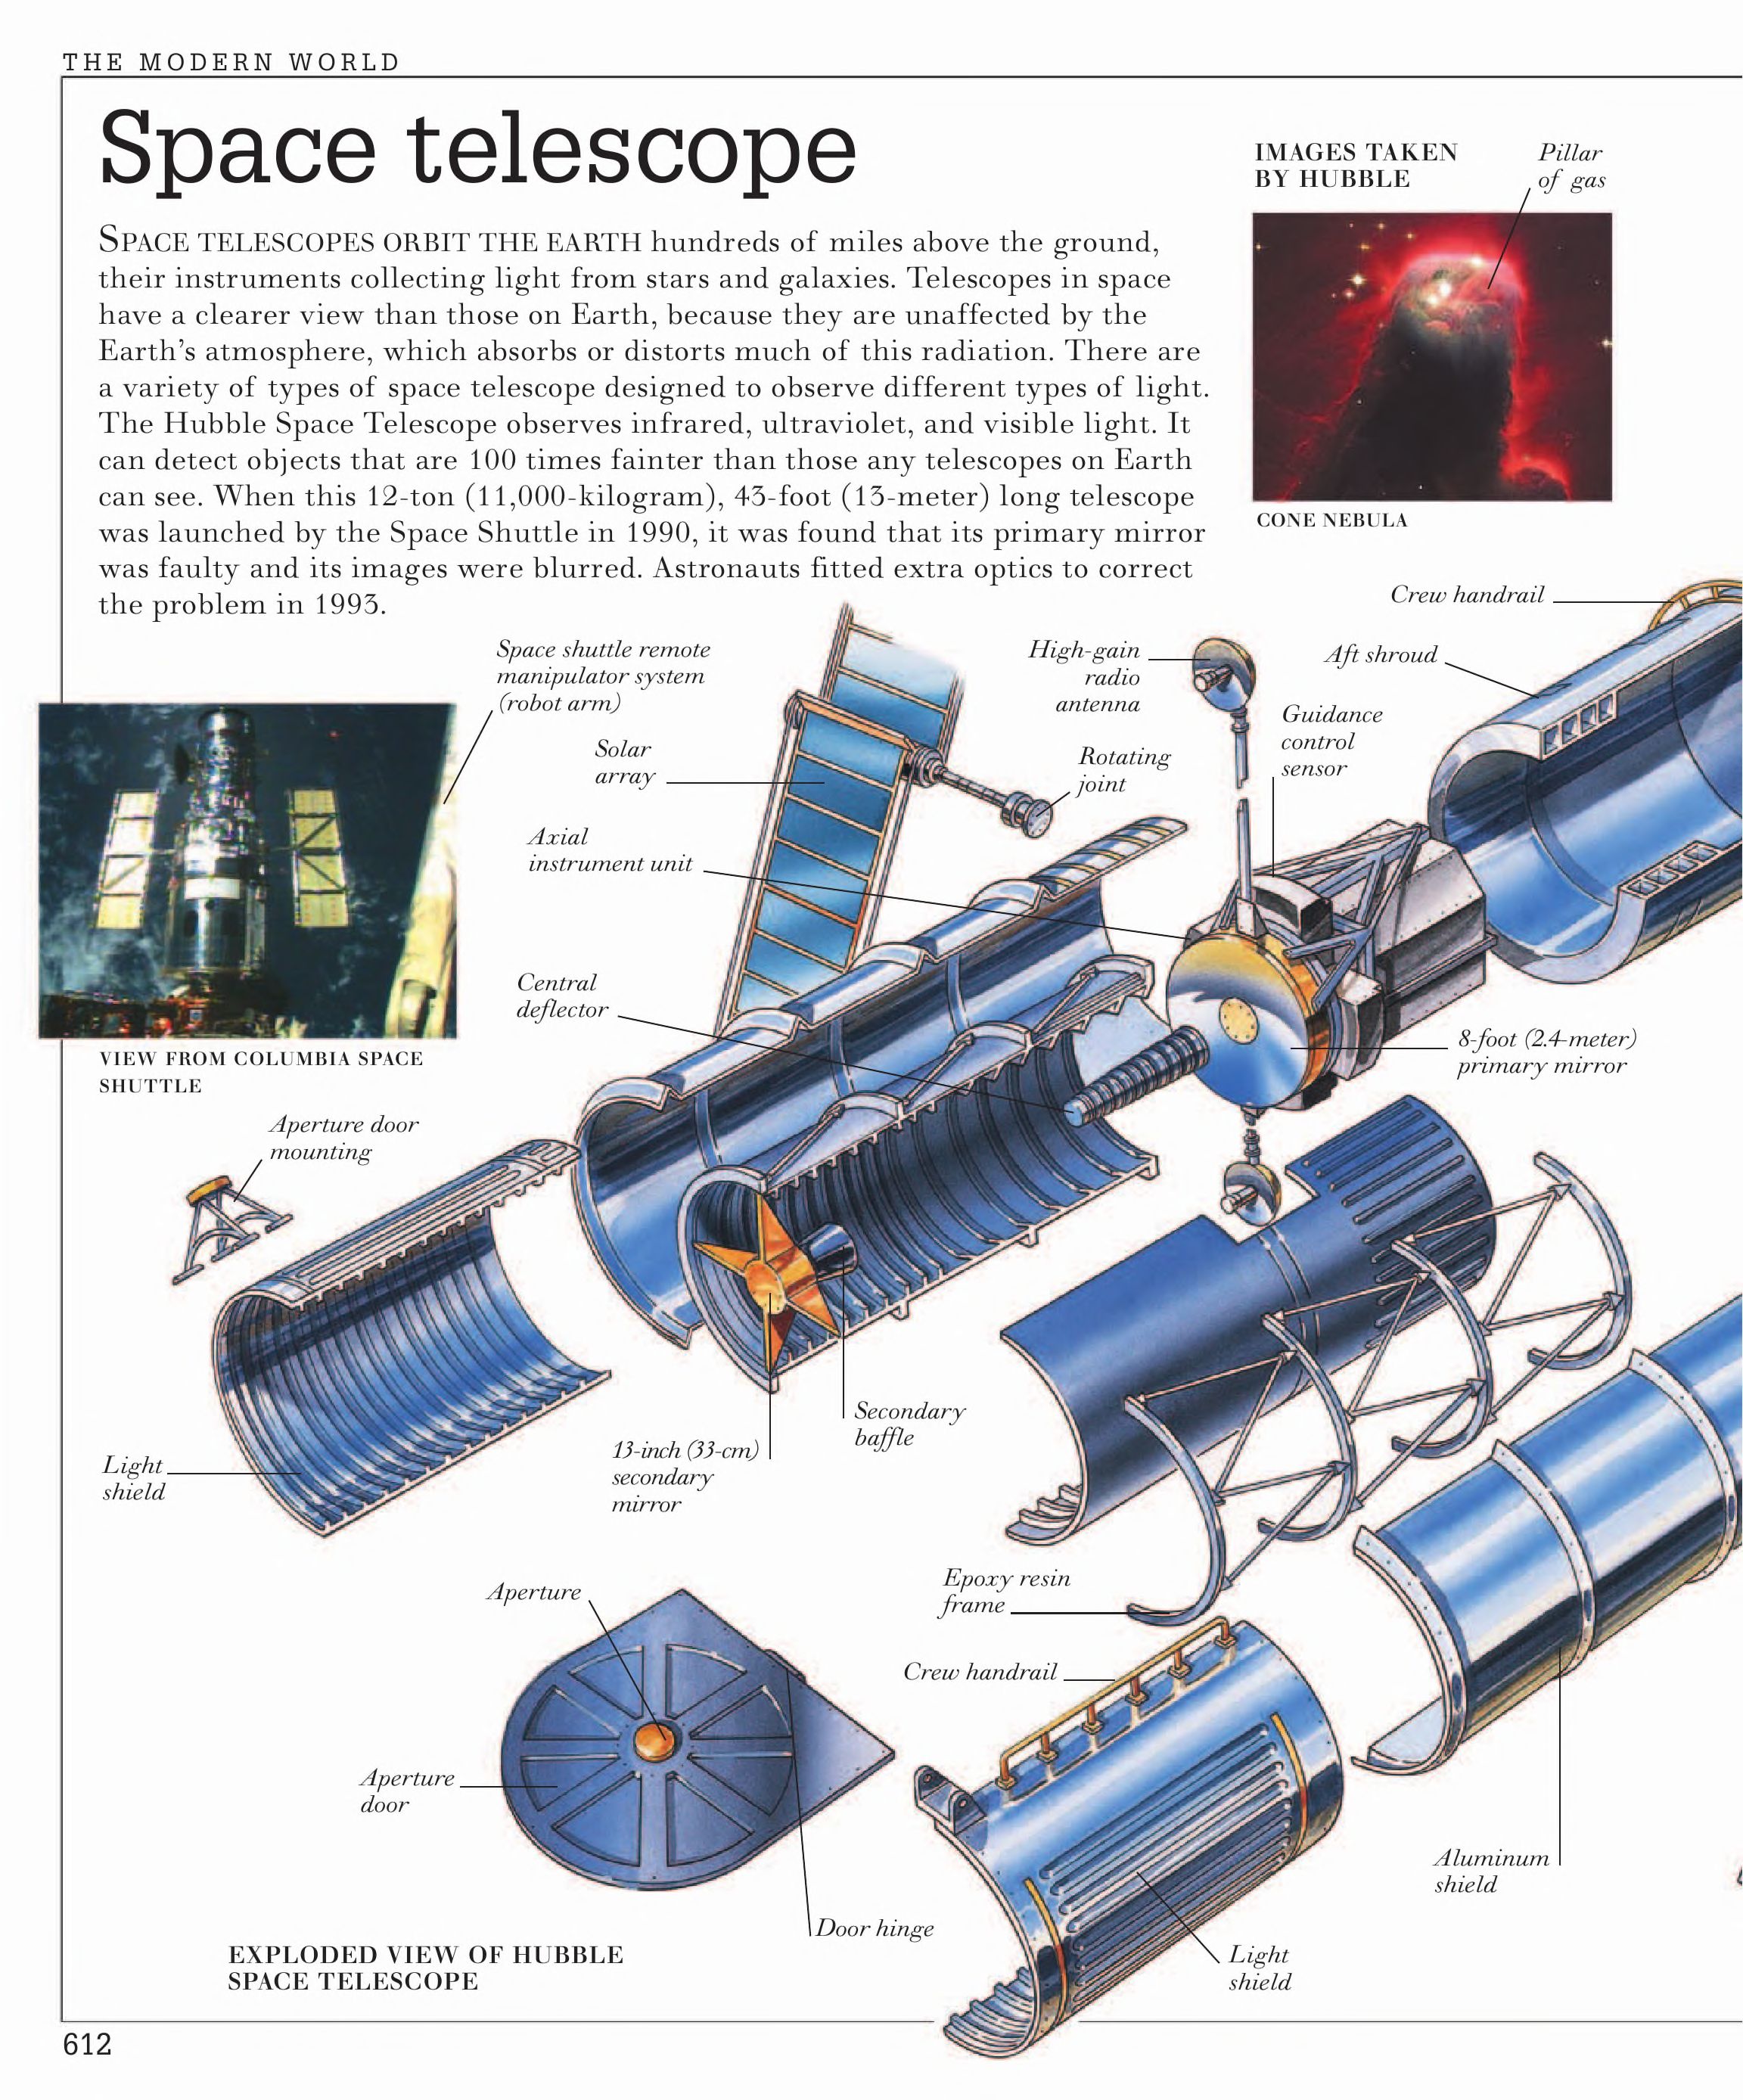 THE MODERN WORLD
Space telescope
SPACE TELESCOPES ORBIT THE EARTH hundreds of miles above the ground,
their instruments collecting light from stars and galaxies. Telescopes in space
have a clearer view than those on Earth, because they are unaffected by the
Earth's atmosphere, which absorbs or distorts much of this radiation. There are
a variety of types of space telescope designed to observe different types of light.
The Hubble Space Telescope observes infrared, ultraviolet, and visible light. It
can detect objects that are 100 times fainter than those any telescopes on Earth
can see. When this 12-ton (11,000-kilogram), 43-foot (13-meter) long telescope
was launched by the Space Shuttle in 1990, it was found that its primary mirror
was faulty and its images were blurred. Astronauts fitted extra optics to correct
the problem in 1993.
IMAGES TAKEN
BY HUBBLE
Pillar
of gas
CONE NEBULA
Crew handrail
Aft shroud
Space shuttle remote
manipulator system
(robot arm)
High-gain
radio
antenna
Guidance
control
sensor
Solar
array
Rotating
joint
Axial
instrument unit
Central
deflector
8-foot (2.4-meter)
primary mirror
VIEW FROM COLUMBIA SPACE
SHUTTLE
Aperture door
mounting
Secondary
baffle
13-inch (33-cm)
secondary
mirror
Light
shield
Epoxy resin
frame
Aperture
Crew handrail
Aperture
door
Aluminum
shield
Door hinge
Light
shield
EXPLODED VIEW OF HUBBLE
SPACE TELESCOPE
612